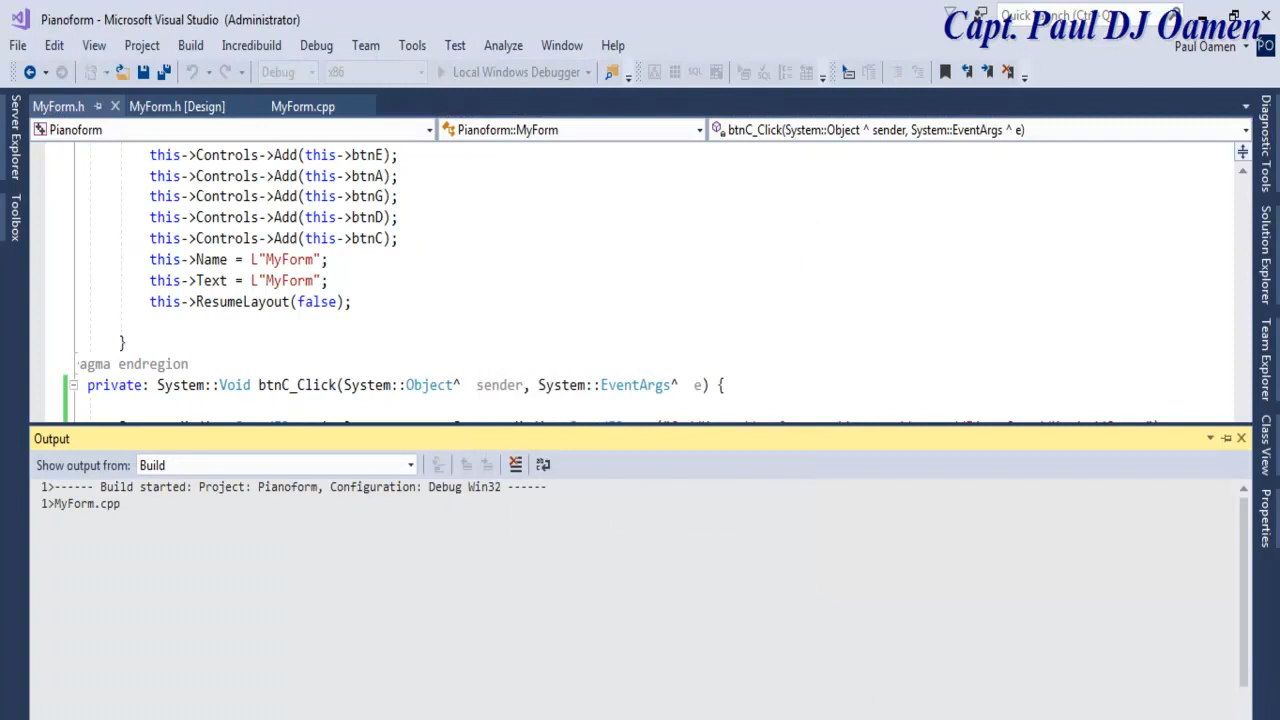 Pianoform - Microsoft Visual Studio (Administrator)
Quick Launch (Ctrl+Q)
Capt. Paul DJ Oamen
File Edit View Project Build Incredibuild Debug Team Tools Test Analyze Window Help
Paul Oamen PO
Debug x86 Local Windows Debugger
MyForm.h MyForm.h [Design] MyForm.cpp
Pianoform Pianoform::MyForm btnC_Click(System::Object ^ sender, System::EventArgs ^ e)
Server Explorer
Toolbox
Diagnostic Tools
Solution Explorer
Team Explorer
Class View
Properties
this->Controls->Add(this->btnE);
this->Controls->Add(this->btnA);
this->Controls->Add(this->btnG);
this->Controls->Add(this->btnD);
this->Controls->Add(this->btnC);
this->Name = L"MyForm";
this->Text = L"MyForm";
this->ResumeLayout(false);
}
agma endregion
private: System::Void btnC_Click(System::Object^ sender, System::EventArgs^ e) {
Output
Show output from: Build
1>------ Build started: Project: Pianoform, Configuration: Debug Win32 ------
1>MyForm.cpp